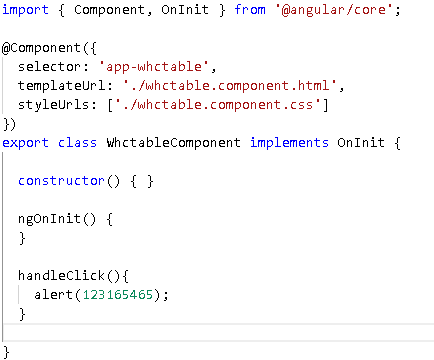 import { Component, OnInit } from '@angular/core';
@Component({
  selector: 'app-whctable',
  templateUrl: './whctable.component.html',
  styleUrls: ['./whctable.component.css']
})
export class WhctableComponent implements OnInit {
  constructor() { }
  ngOnInit() {
  }
  handleClick(){
    alert(123165465);
  }
}